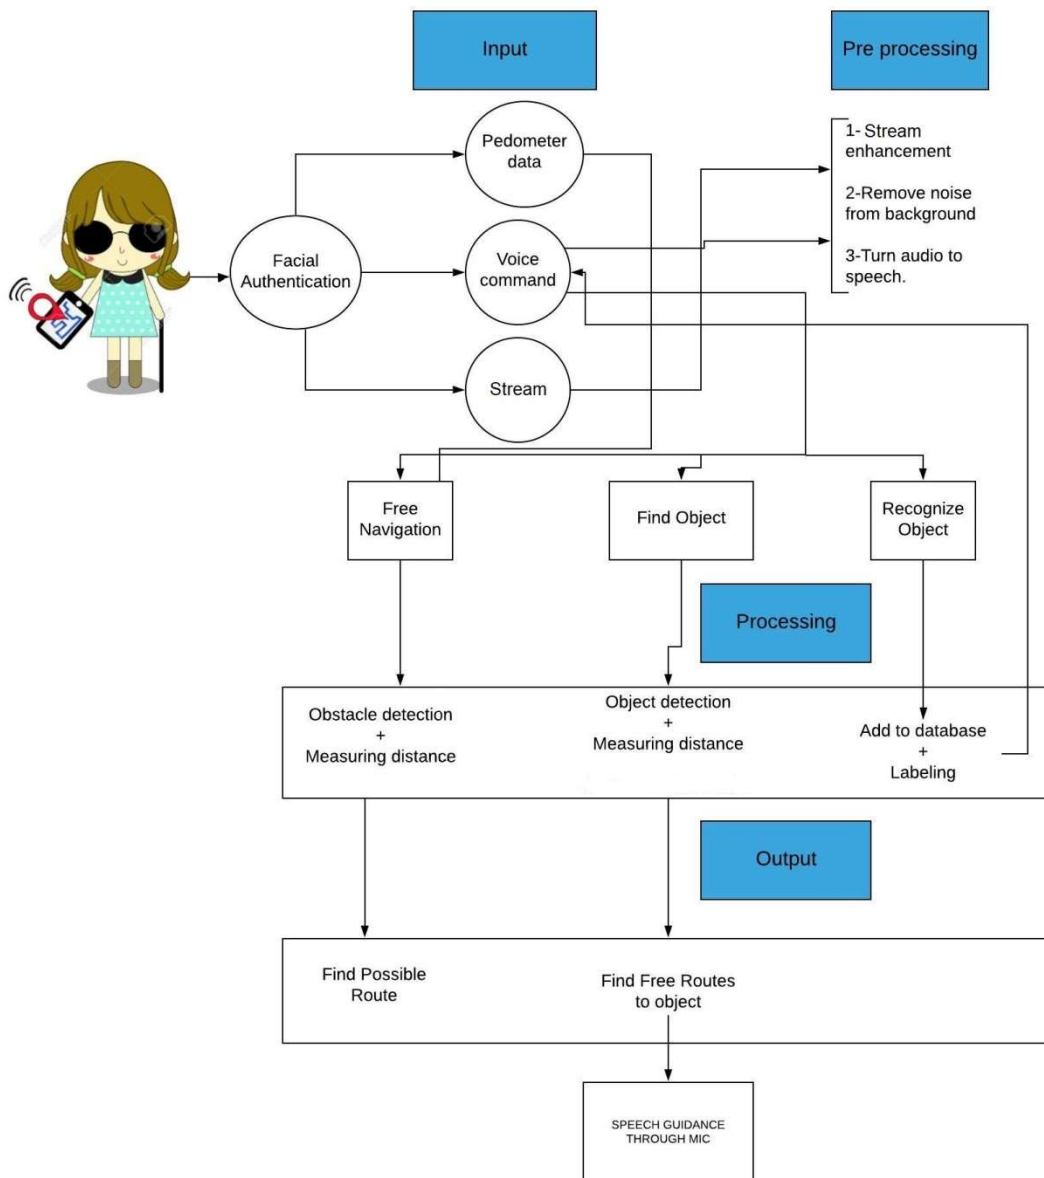 Input
Pre processing
Pedometer
data
1- Stream
enhancement
2-Remove noise
from background
3-Turn audio to
speech.
Facial
Authentication
Voice
command
Stream
Free
Navigation
Find Object
Recognize
Object
Processing
Obstacle detection
+
Measuring distance
Object detection
+
Measuring distance
Add to database
+
Labeling
Output
Find Possible
Route
Find Free Routes
to object
SPEECH GUIDANCE
THROUGH MIC